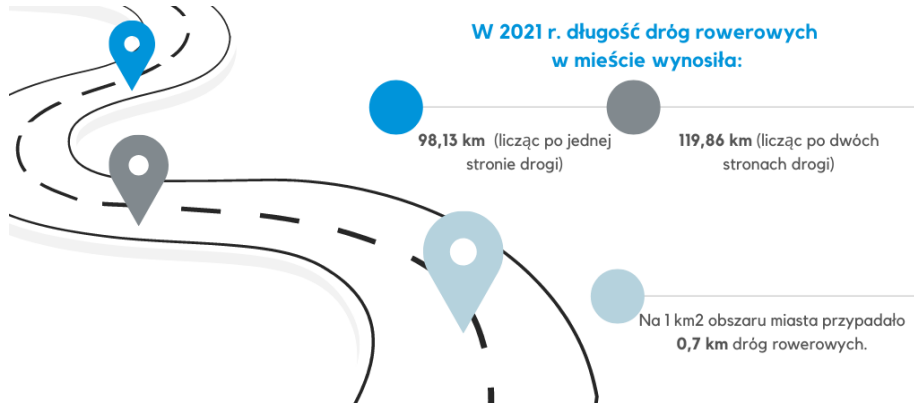 W 2021 r. długość dróg rowerowych
w mieście wynosiła:
98,13 km (licząc po jednej
stronie drogi)
119,86 km (licząc po dwóch
stronach drogi)
Na 1 km2 obszaru miasta przypadało
0,7 km dróg rowerowych.